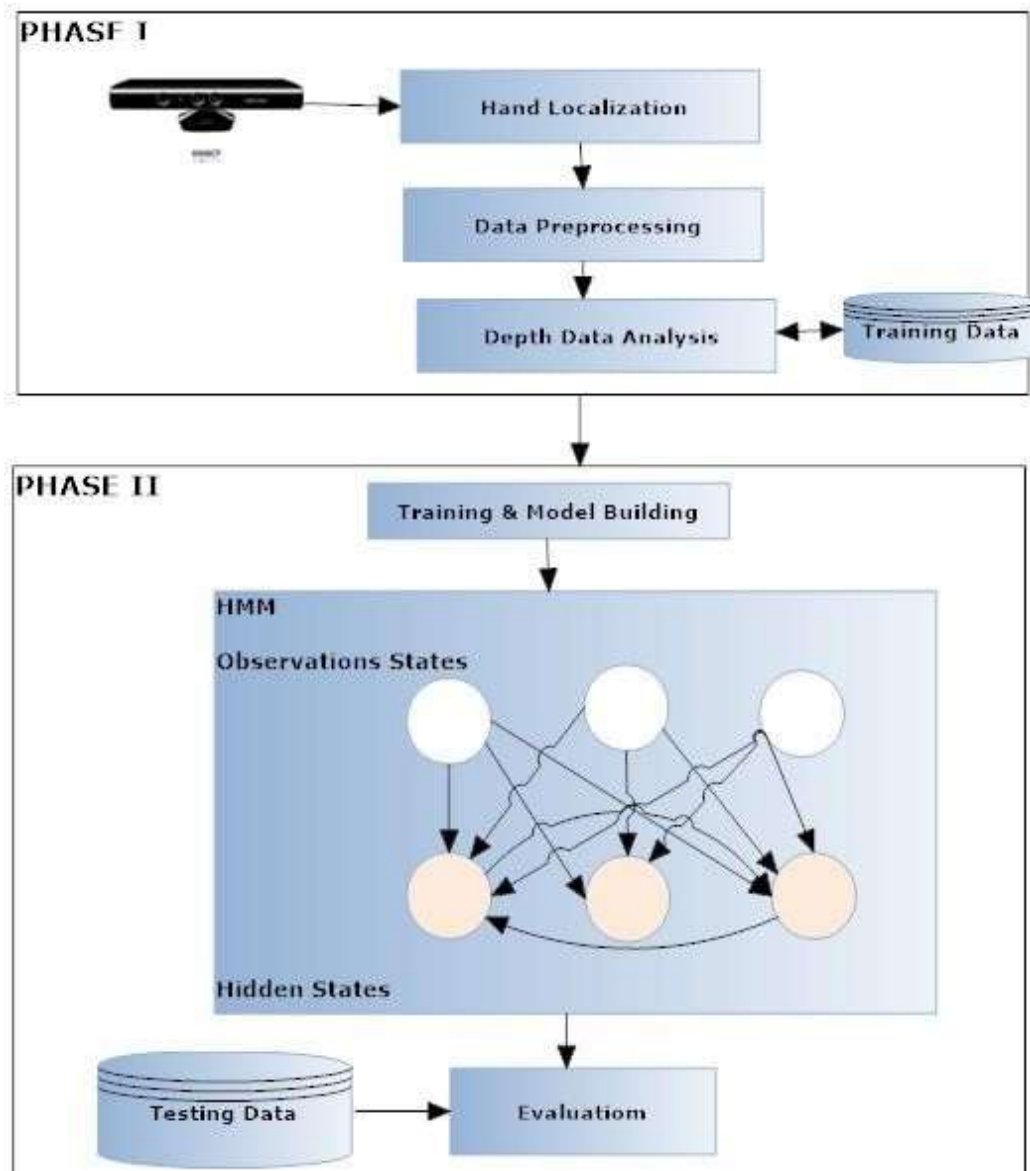 PHASE I
Hand Localization
Data Preprocessing
Depth Data Analysis
Training Data
PHASE II
Training & Model Building
HMM
Observations States
Hidden States
Testing Data
Evaluatiom